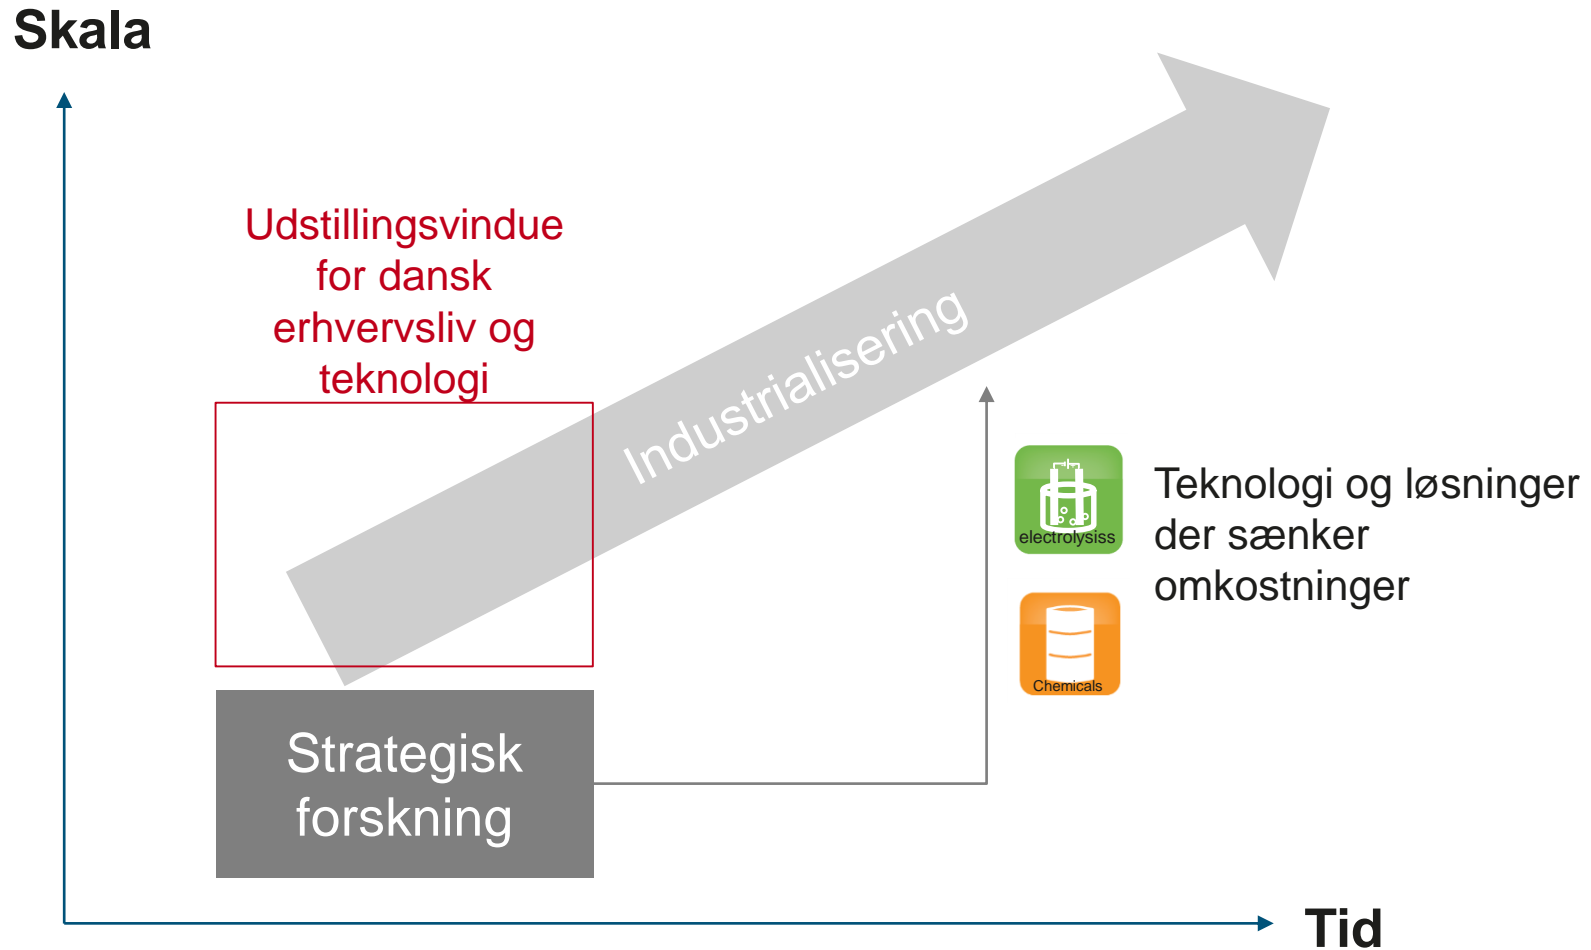 Skala
Udstillingsvindue
for dansk
erhvervsliv og
teknologi
Industrialisering
electrolysiss
Teknologi og løsninger
der sænker
omkostninger
Chemicals
Strategisk
forskning
Tid